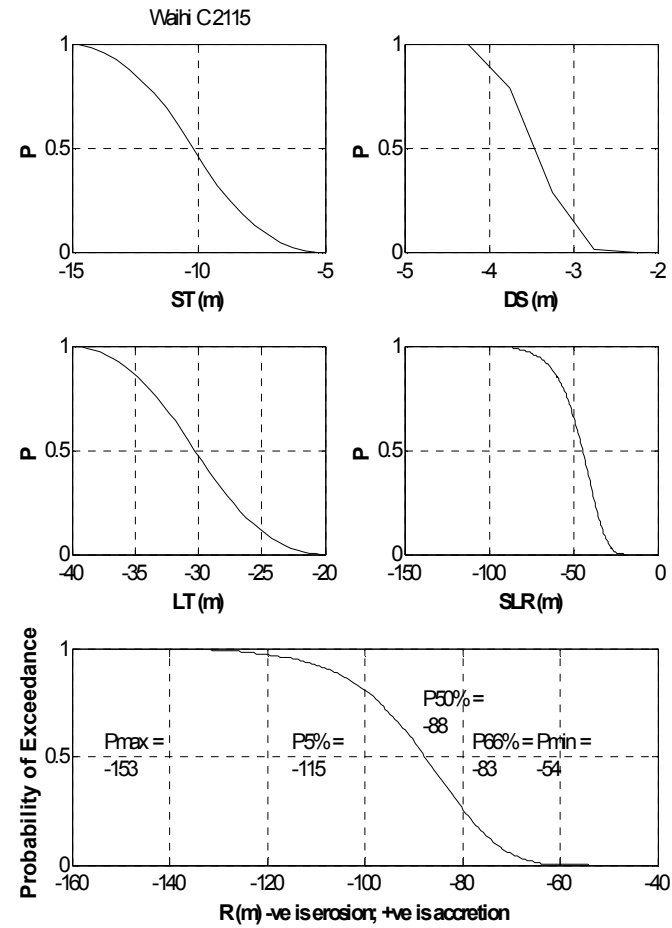 Waihi C 2115
P
1
0.5
0
-15
-10
-5
ST (m)
P
1
0.5
0
-5
-4
-3
-2
DS (m)
P
1
0.5
0
-40
-35
-30
-25
-20
LT (m)
P
1
0.5
0
-150
-100
-50
0
SLR (m)
Probability of Exceedance
1
0.5
0
Pmax =
-153
P5% =
-115
P50% =
-88
P66% =
-83
Pmin =
-54
-160
-140
-120
-100
-80
-60
-40
R (m) -ve is erosion; +ve is accretion